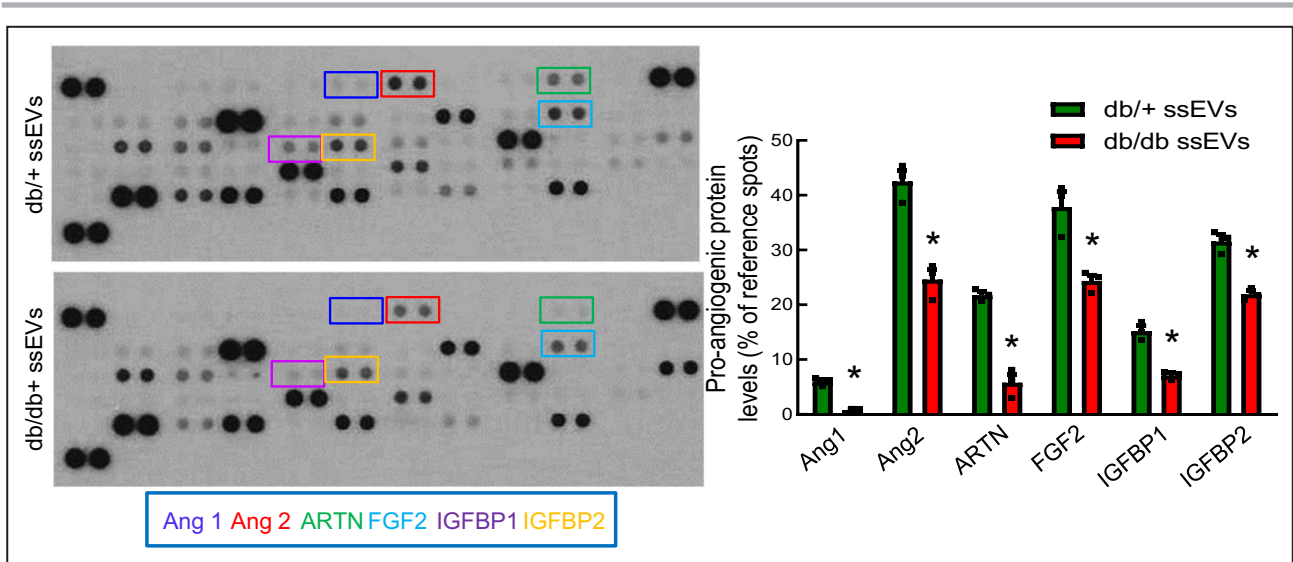 db/+ ssEVs
db/db+ ssEVs
Ang 1 Ang 2 ARTN FGF2 IGFBP1 IGFBP2
db/+ ssEVs
db/db ssEVs
Pro-angiogenic protein
levels (% of reference spots)
50
40
30
20
10
0
* * * * * *
Ang1 Ang2 ARTN FGF2 IGFBP1 IGFBP2